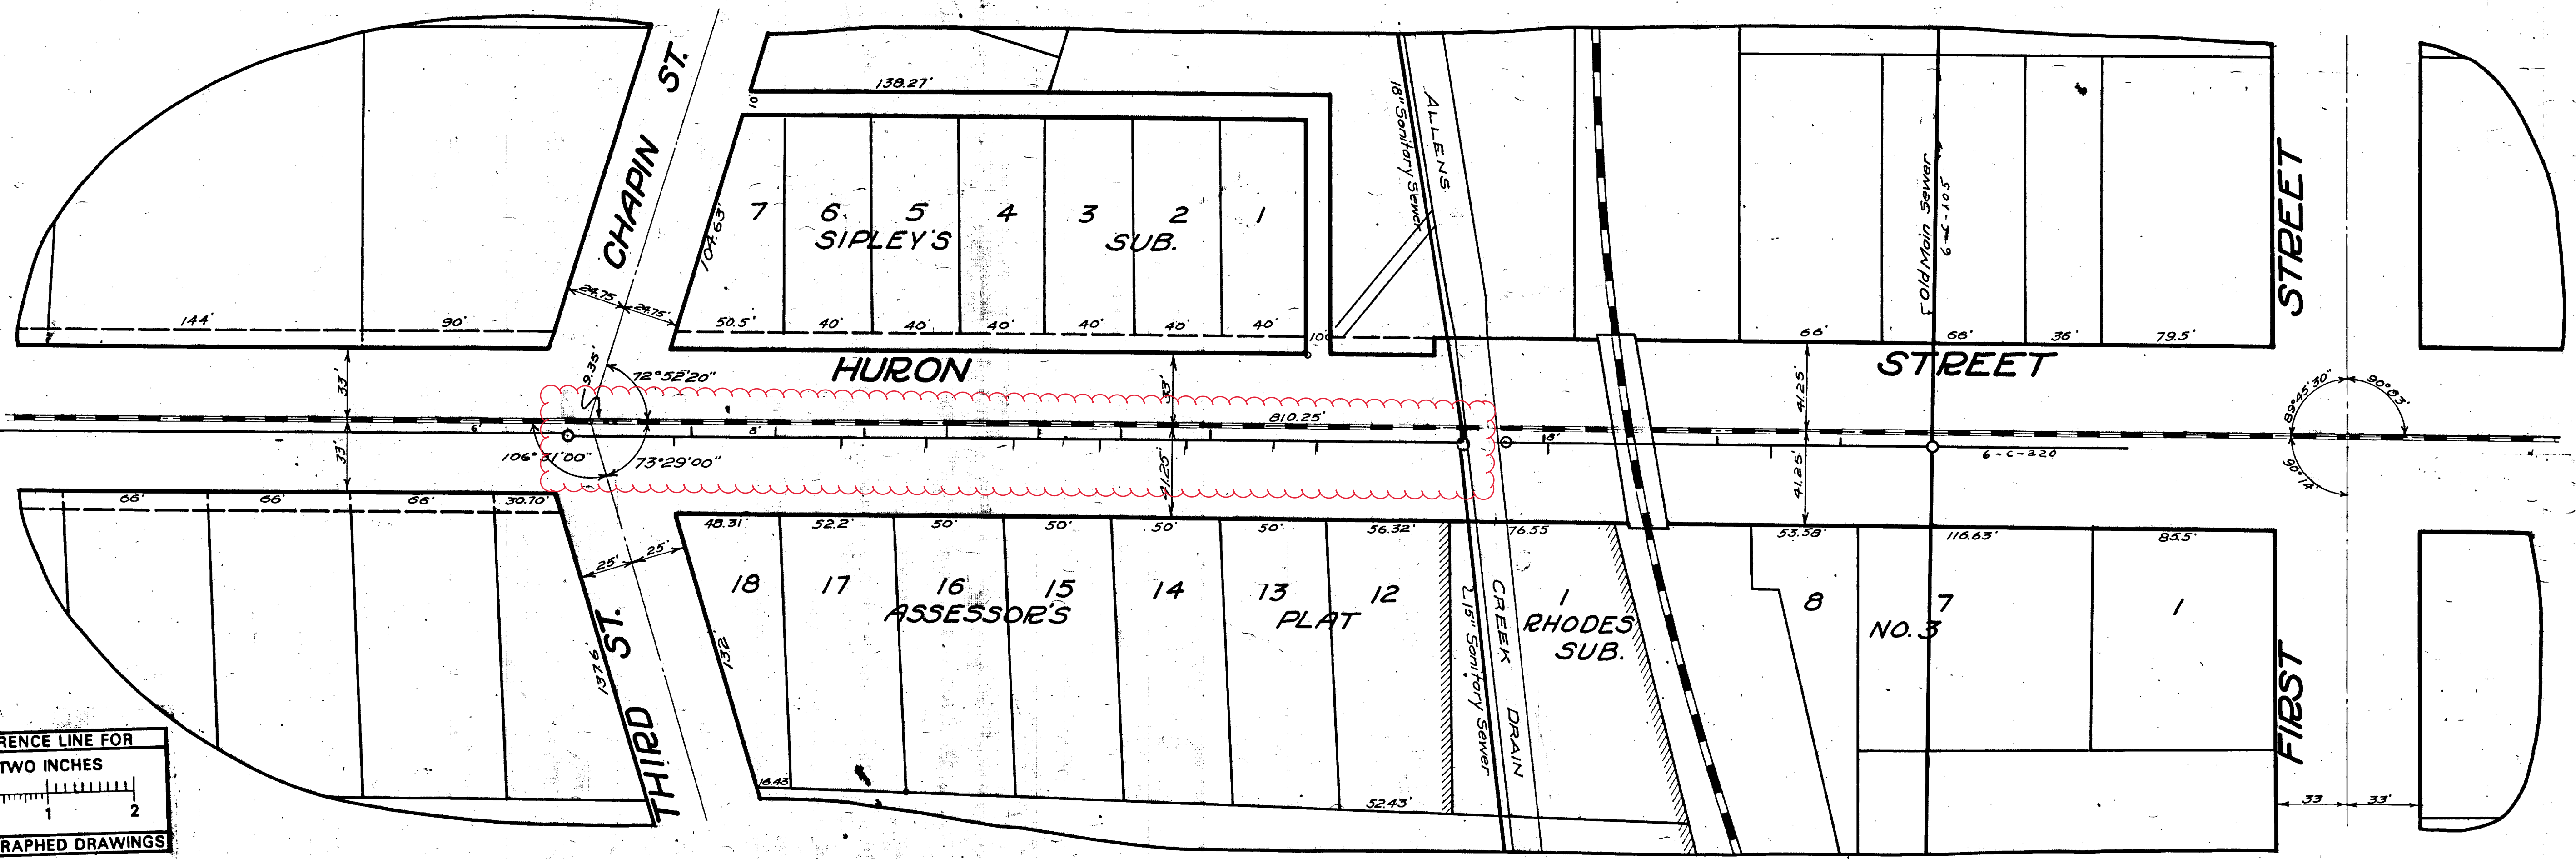 CHAPIN ST.
138.27'
10'
104.63'
7 6 5 4 3 2 1
SIPLEY'S SUB.
24.75
24.75'
144'
90'
50.5'
40'
40'
40'
40'
40'
40'
10'
18" Sanitary Sewer
ALLENS
Old Main Sewer
6-C-105
STREET
66'
66'
36'
79.5'
HURON
STREET
33'
9.35'
72°52'20"
33'
810.25'
41.25'
89°45'30"
90°03'
6'
8'
8'
33'
106°31'00"
73°29'00"
41.25'
41.25'
6-C-220
90°14'
66'
66'
66'
30.70'
48.31'
52.2'
50'
50'
50'
50'
56.32'
76.55
53.58'
116.63'
85.5'
25'
25'
18 17 16 15 14 13 12
ASSESSOR'S PLAT
1
RHODES
SUB.
8 7 1
NO. 3
THIRD ST.
132'
2 15" Sanitary Sewer
CREEK DRAIN
FIRST
16.43'
52.43'
33
33'
RENCE LINE FOR
TWO INCHES
1 2
RAPHED DRAWINGS